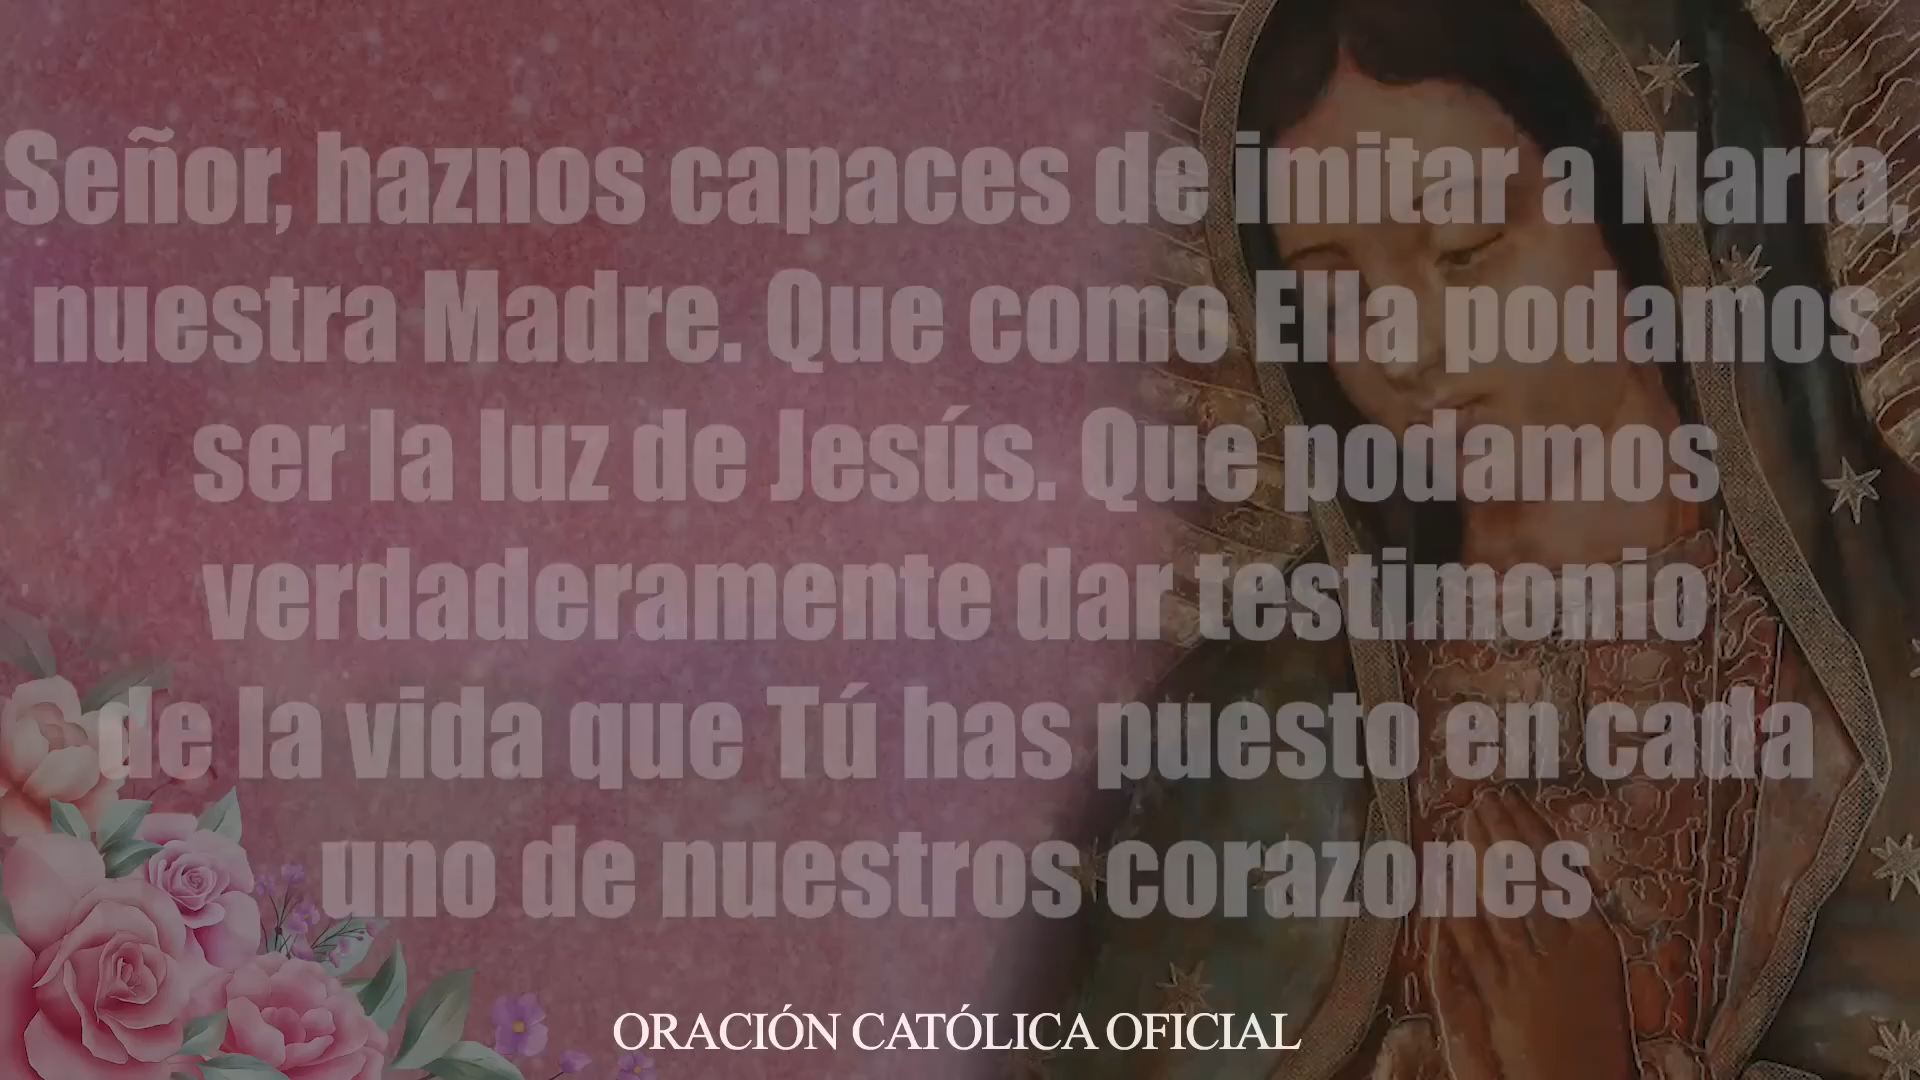 Señor, haznos capaces de imitar a María,
nuestra Madre. Que como Ella podamos
ser la luz de Jesús. Que podamos
verdaderamente dar testimonio
de la vida que Tú has puesto en cada
uno de nuestros corazones
ORACIÓN CATÓLICA OFICIAL